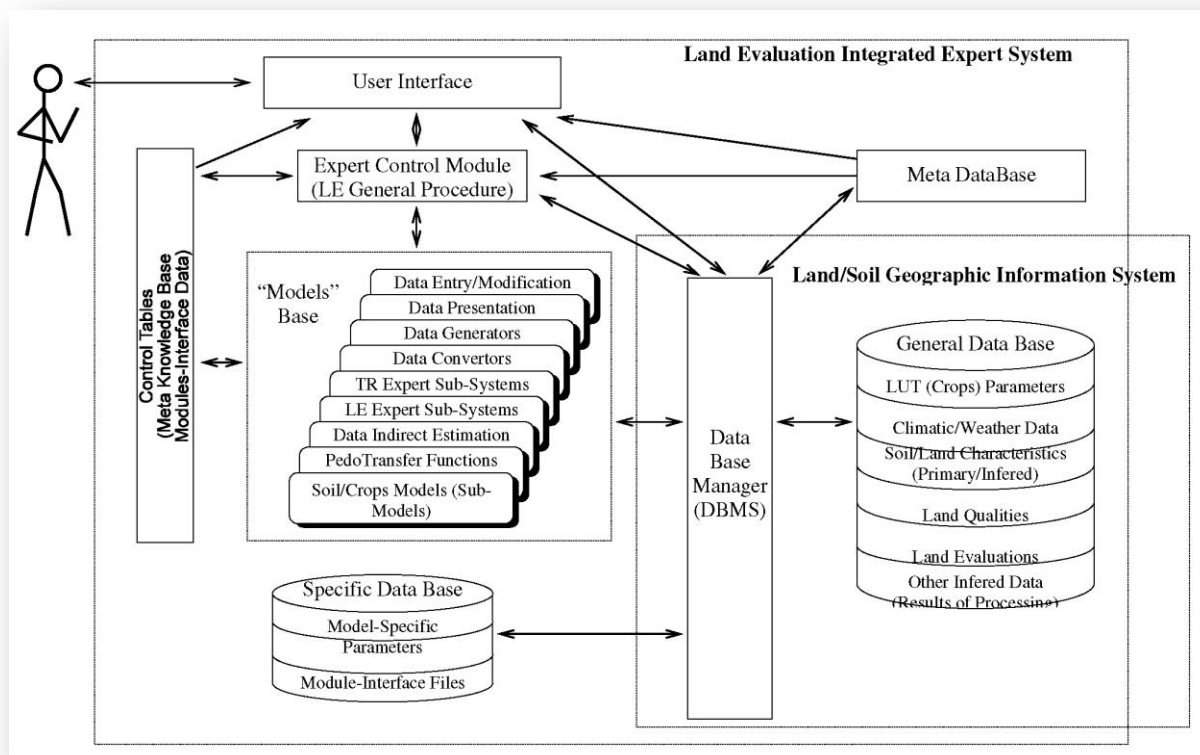 Land Evaluation Integrated Expert System
User Interface
Expert Control Module
(LE General Procedure)
Meta DataBase
Control Tables
(Meta Knowledge Base
Modules-Interface Data)
“Models”
Base
Data Entry/Modification
Data Presentation
Data Generators
Data Convertors
TR Expert Sub-Systems
LE Expert Sub-Systems
Data Indirect Estimation
PedoTransfer Functions
Soil/Crops Models (Sub-
Models)
Land/Soil Geographic Information System
Data
Base
Manager
(DBMS)
General Data Base
LUT (Crops) Parameters
Climatic/Weather Data
Soil/Land Characteristics
(Primary/Infered)
Land Qualities
Land Evaluations
Other Infered Data
(Results of Processing)
Specific Data Base
Model-Specific
Parameters
Module-Interface Files